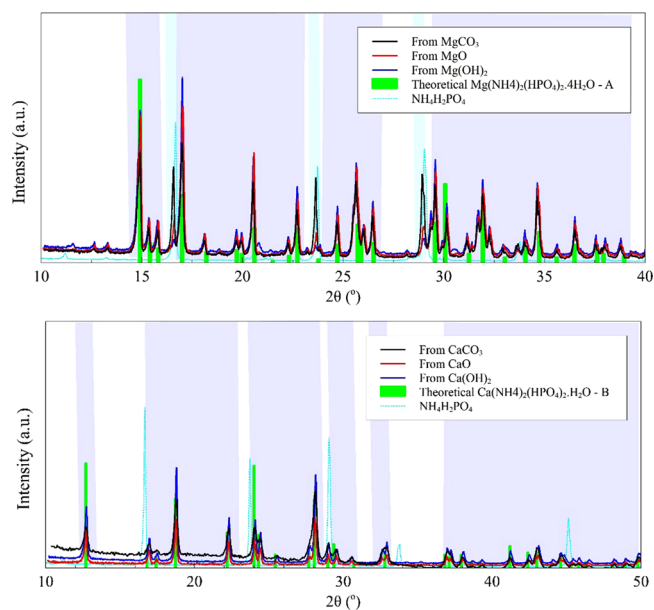 Intensity (a.u.)
From MgCO₃
From MgO
From Mg(OH)₂
Theoretical Mg(NH4)₂(HPO₄)₂.4H₂O - A
NH₄H₂PO₄
10 15 20 25 30 35 40
2θ (°)
Intensity (a.u.)
From CaCO₃
From CaO
From Ca(OH)₂
Theoretical Ca(NH4)₂(HPO₄)₂.H₂O - B
NH₄H₂PO₄
10 20 30 40 50
2θ (°)